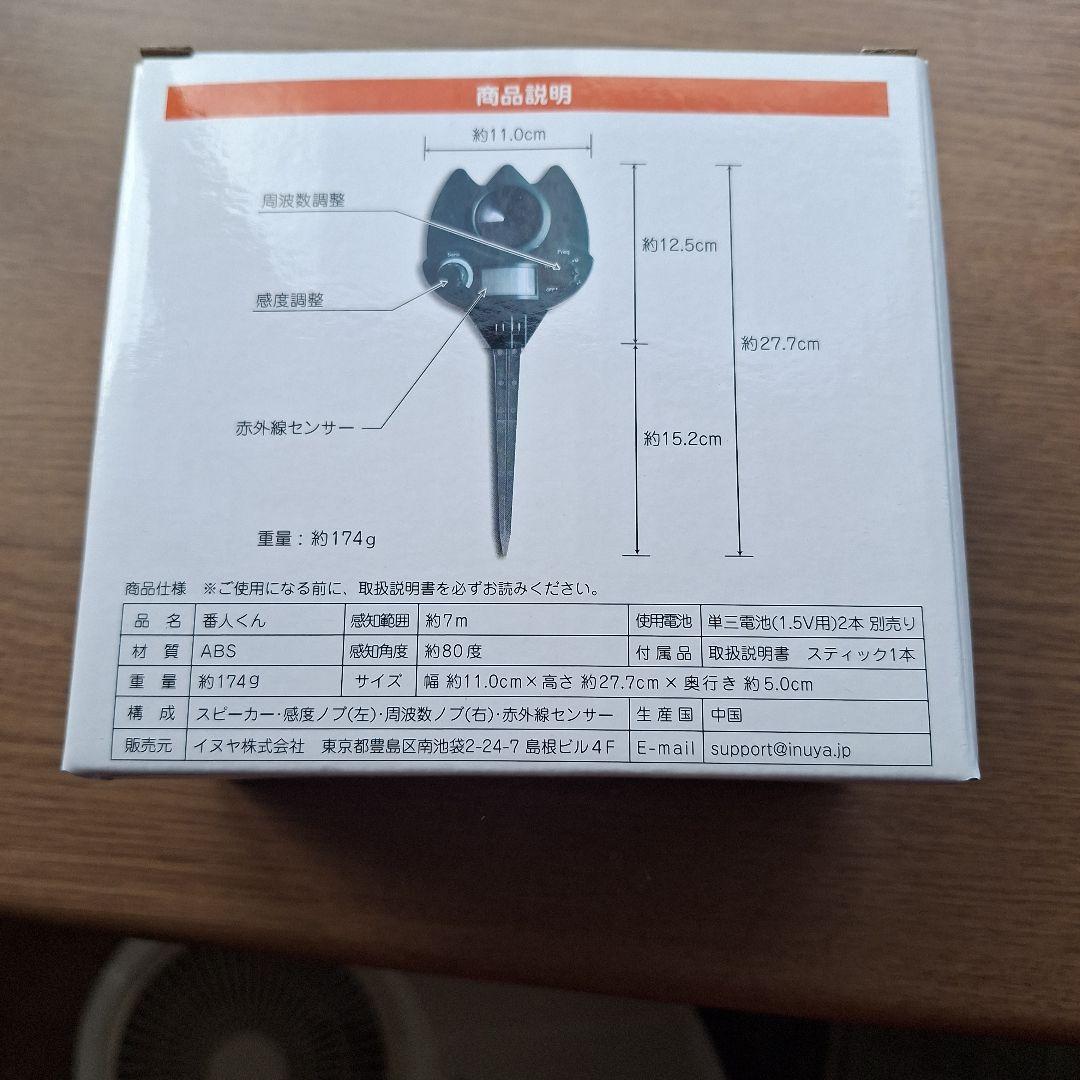 商品説明
約11.0cm
周波数調整
Freq
約12.5cm
Sens
感度調整
OFF
約27.7cm
赤外線センサー
約15.2cm
重量：約174g
商品仕様 ※ご使用になる前に、取扱説明書を必ずお読みください。
品名 番人くん 感知範囲 約7m 使用電池 単三電池(1.5V用)2本 別売り
材質 ABS 感知角度 約80度 付属品 取扱説明書 スティック1本
重量 約174g サイズ 幅 約11.0cm×高さ 約27.7cm×奥行き 約5.0cm
構成 スピーカー・感度ノブ(左)・周波数ノブ(右)・赤外線センサー 生産国 中国
販売元 イヌヤ株式会社 東京都豊島区南池袋2-24-7 島根ビル4F E-mail support@inuya.jp